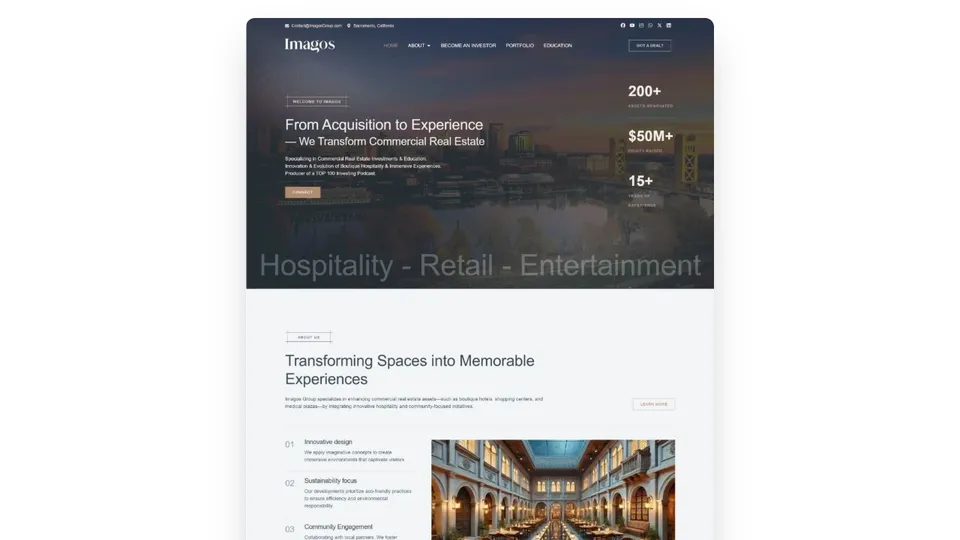 Contact@ImagosGroup.com Sacramento, California
Imagos
HOME ABOUT BECOME AN INVESTOR PORTFOLIO EDUCATION
GOT A DEAL?
WELCOME TO IMAGOS
From Acquisition to Experience
— We Transform Commercial Real Estate
Specializing in Commercial Real Estate Investments & Education.
Innovation & Evolution of Boutique Hospitality & Immersive Experiences.
Producer of a TOP 100 Investing Podcast.
CONNECT
200+
$50M+
EQUITY RAISED
15+
YEARS OF
EXPERIENCE
Hospitality - Retail - Entertainment
ABOUT US
Transforming Spaces into Memorable
Experiences
Imagos Group specializes in enhancing commercial real estate assets—such as boutique hotels, shopping centers, and
medical plazas—by integrating innovative hospitality and community-focused initiatives.
LEARN MORE
01 Innovative design
We apply imaginative concepts to create
immersive environments that captivate visitors.
02 Sustainability focus
Our developments prioritize eco-friendly practices
to ensure efficiency and environmental
responsibility.
03 Community Engagement
Collaborating with local partners, We foster